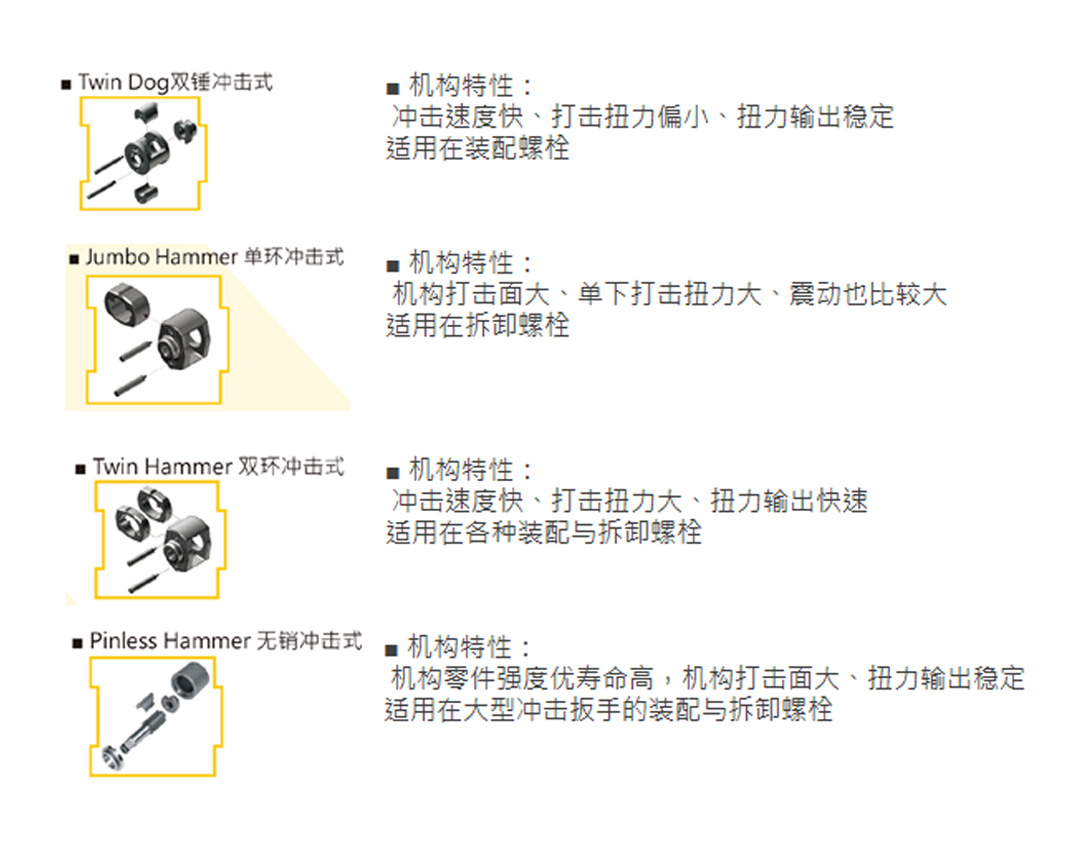 ■ Twin Dog双锤冲击式
■ 机构特性：
冲击速度快、打击扭力偏小、扭力输出稳定
适用在装配螺栓
■ Jumbo Hammer 单环冲击式
■ 机构特性：
机构打击面大、单下打击扭力大、震动也比较大
适用在拆卸螺栓
■ Twin Hammer 双环冲击式
■ 机构特性：
冲击速度快、打击扭力大、扭力输出快速
适用在各种装配与拆卸螺栓
■ Pinless Hammer 无销冲击式
■ 机构特性：
机构零件强度优寿命高，机构打击面大、扭力输出稳定
适用在大型冲击扳手的装配与拆卸螺栓